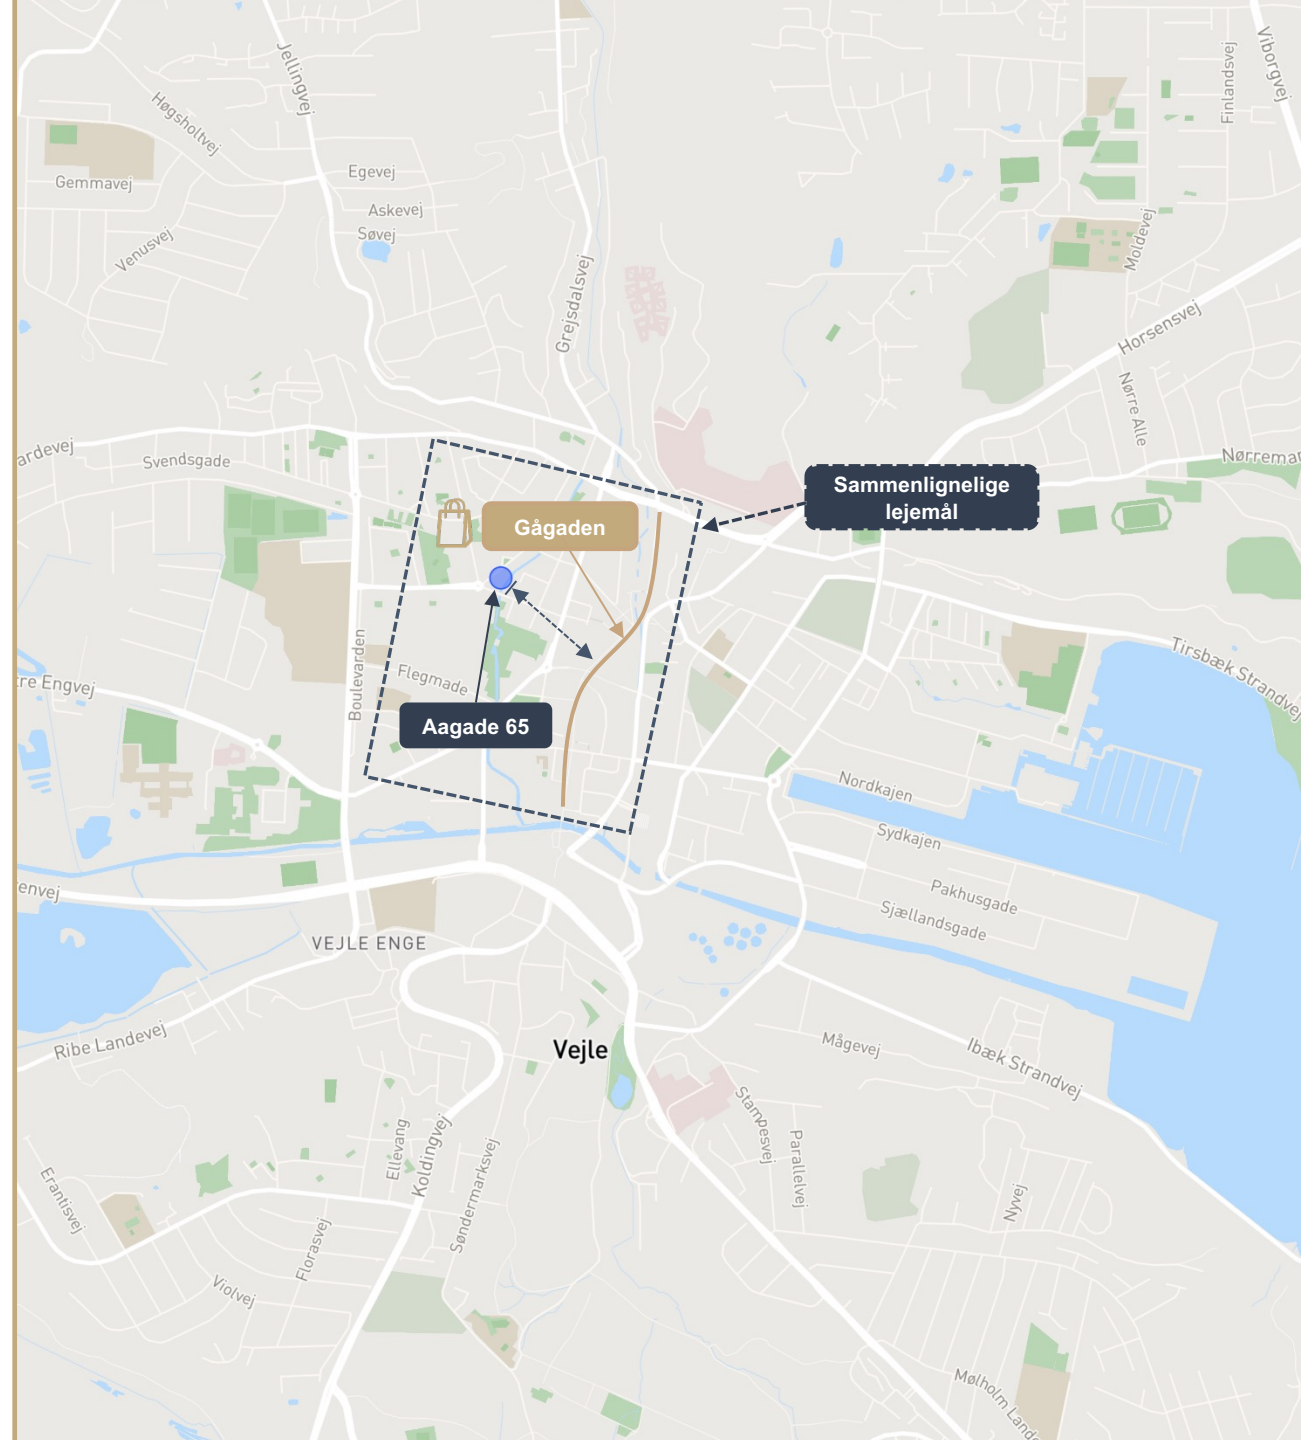 Viborgvej
Finlandsvej
Jellingvej
Høgsholtvej
Egevej
Gemmavej
Askevej
Søvej
Venusvej
Moldevej
Grejsdalsvej
Horsensvej
Nørre Alle
ardevej
Svendsgade
Nørremar
Sammenlignelige
lejemål
Gågaden
Boulevarden
Tirsbæk Strandvej
Flegmade
re Engvej
Aagade 65
Nordkajen
Sydkajen
envej
Pakhusgade
Sjællandsgade
VEJLE ENGE
Ribe Landevej
Vejle
Mågevej
Ibæk Strandvej
Stampesvej
Parallelvej
Ellevang
Koldingvej
Søndermarksvej
Erantisvej
Nyvej
Florasvej
Violvej
Mølholm Lande